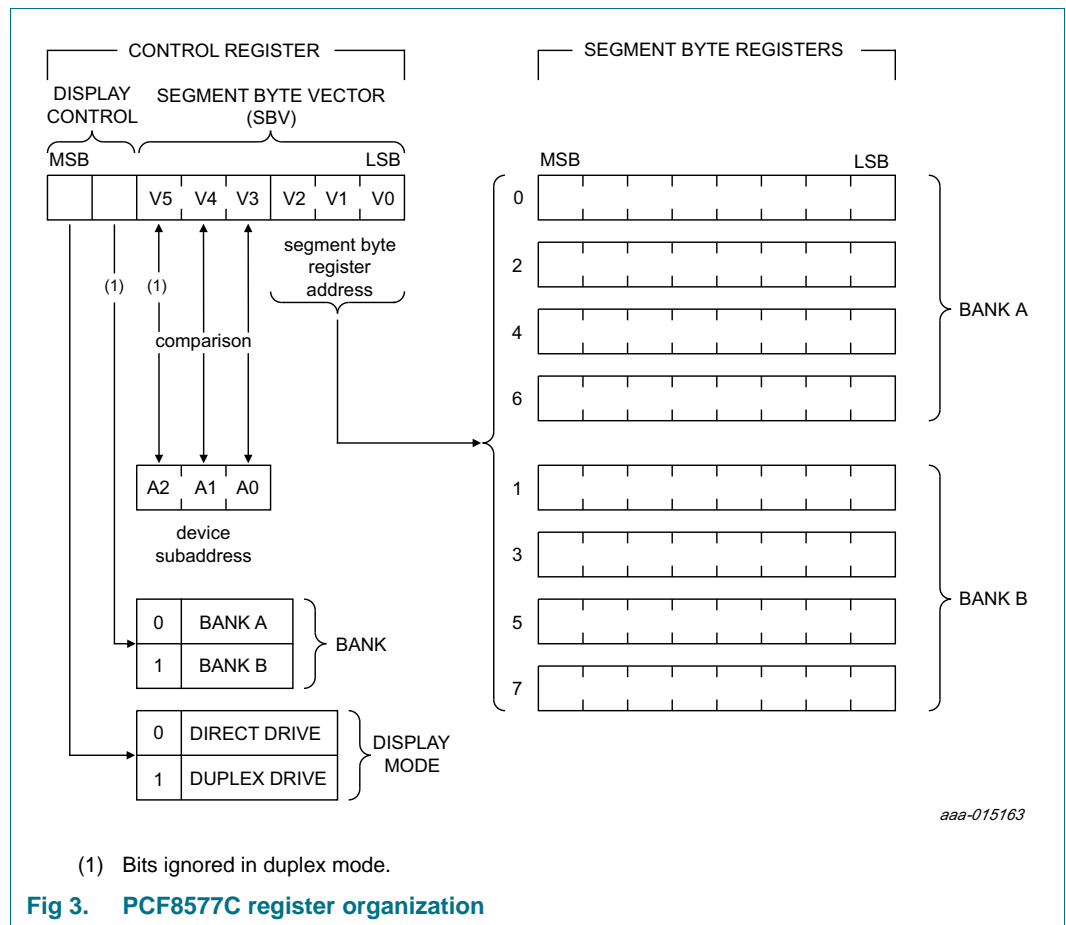 CONTROL REGISTER
SEGMENT BYTE REGISTERS
DISPLAY CONTROL
SEGMENT BYTE VECTOR (SBV)
MSB LSB
V5 V4 V3 V2 V1 V0
(1) (1)
comparison
segment byte register address
A2 A1 A0
device subaddress
0 BANK A
1 BANK B
BANK
0 DIRECT DRIVE
1 DUPLEX DRIVE
DISPLAY MODE
MSB LSB
0
2
4
6
BANK A
1
3
5
7
BANK B
aaa-015163
(1) Bits ignored in duplex mode.
Fig 3. PCF8577C register organization